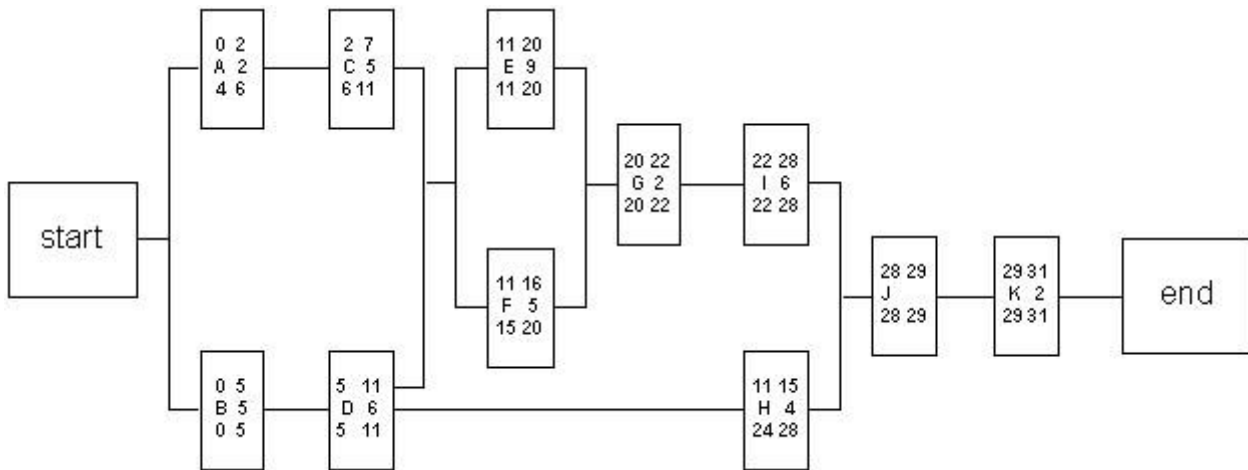 start
0 2
A 2
4 6
2 7
C 5
6 11
0 5
B 5
0 5
5 11
D 6
5 11
11 20
E 9
11 20
11 16
F 5
15 20
20 22
G 2
20 22
22 28
I 6
22 28
11 15
H 4
24 28
28 29
J
28 29
29 31
K 2
29 31
end